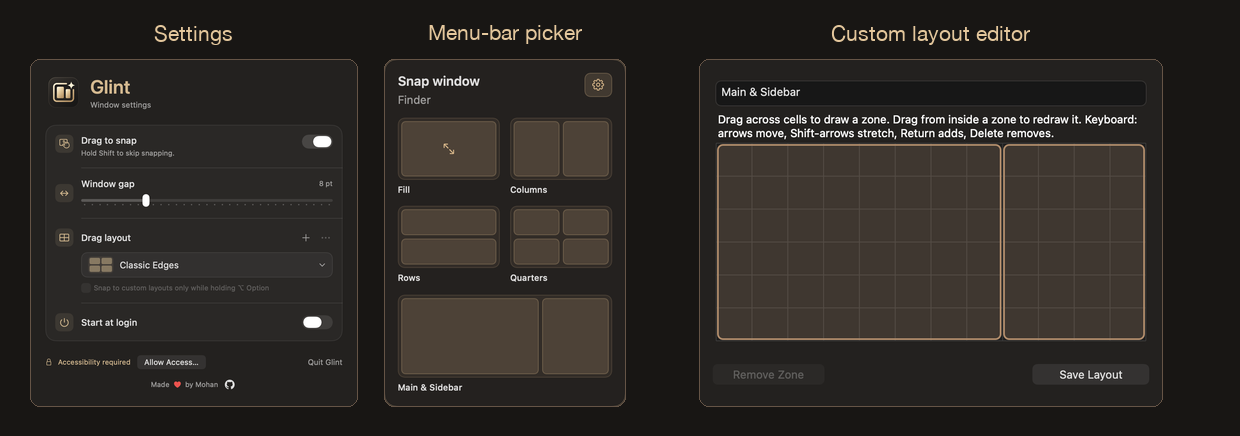 Settings
Glint
Window settings
Drag to snap
Hold Shift to skip snapping.
Window gap
8 pt
Drag layout
Classic Edges
Snap to custom layouts only while holding ⌥ Option
Start at login
Accessibility required
Allow Access...
Quit Glint
Made ❤️ by Mohan
Menu-bar picker
Snap window
Finder
Fill
Columns
Rows
Quarters
Main & Sidebar
Custom layout editor
Main & Sidebar
Drag across cells to draw a zone. Drag from inside a zone to redraw it. Keyboard:
arrows move, Shift-arrows stretch, Return adds, Delete removes.
Remove Zone
Save Layout